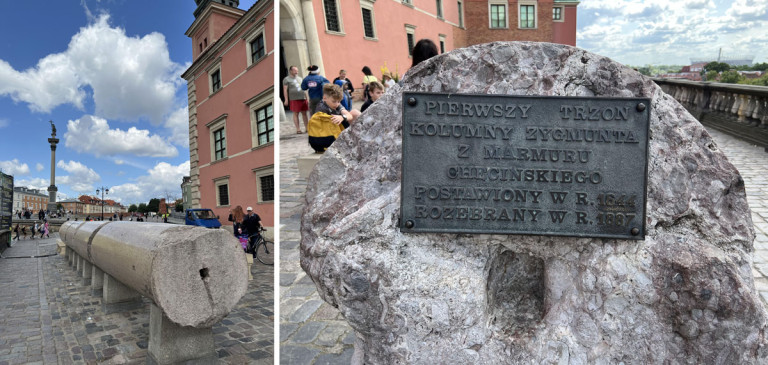 PIERWSZY TRZON
KOLUMNY ZYGMUNTA
Z MARMURU
CHĘCIŃSKIEGO
POSTAWIONY W R. 1644
ROZEBRANY W R. 1887